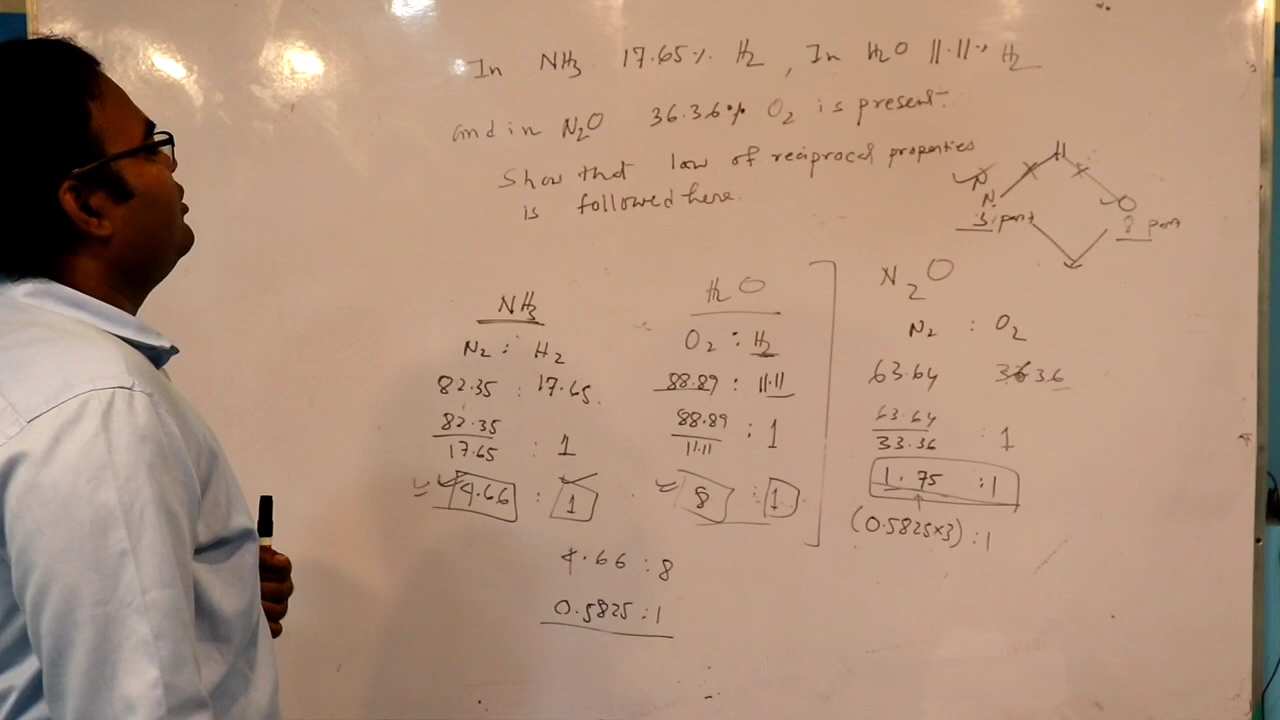 In NH3 17.65% H2, In H2O 11.11% H2
and in N2O 36.36% O2 is present.
Show that law of reciprocal properties
is followed here.
H
N
N O
3 part 8 part
NH3
N2 : H2
82.35 : 17.65.
82.35/17.65 : 1
= 4.66 : 1
H2O
O2 : H2
88.89 : 11.11
88.89/11.11 : 1
= 8 : 1
4.66 : 8
0.5825 : 1
N2O
N2 : O2
63.64 36.36
63.64/33.36 : 1
1.75 : 1
(0.5825×3) : 1